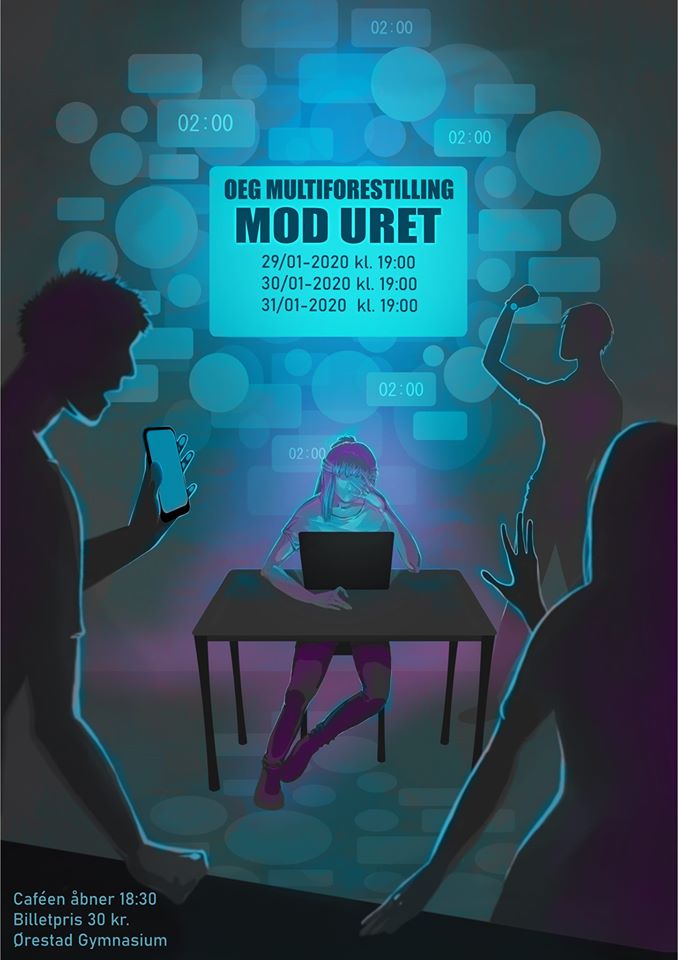 02:00
02:00
02:00
OEG MULTIFORESTILLING
MOD URET
29/01-2020 kl. 19:00
30/01-2020 kl. 19:00
31/01-2020 kl. 19:00
02:00
02:00
Caféen åbner 18:30
Billetpris 30 kr.
Ørestad Gymnasium